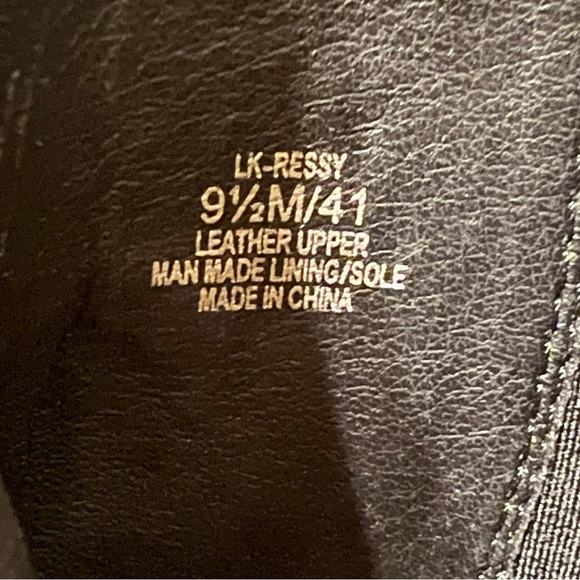 LK-RESSY
9½M/41
LEATHER UPPER
MAN MADE LINING/SOLE
MADE IN CHINA